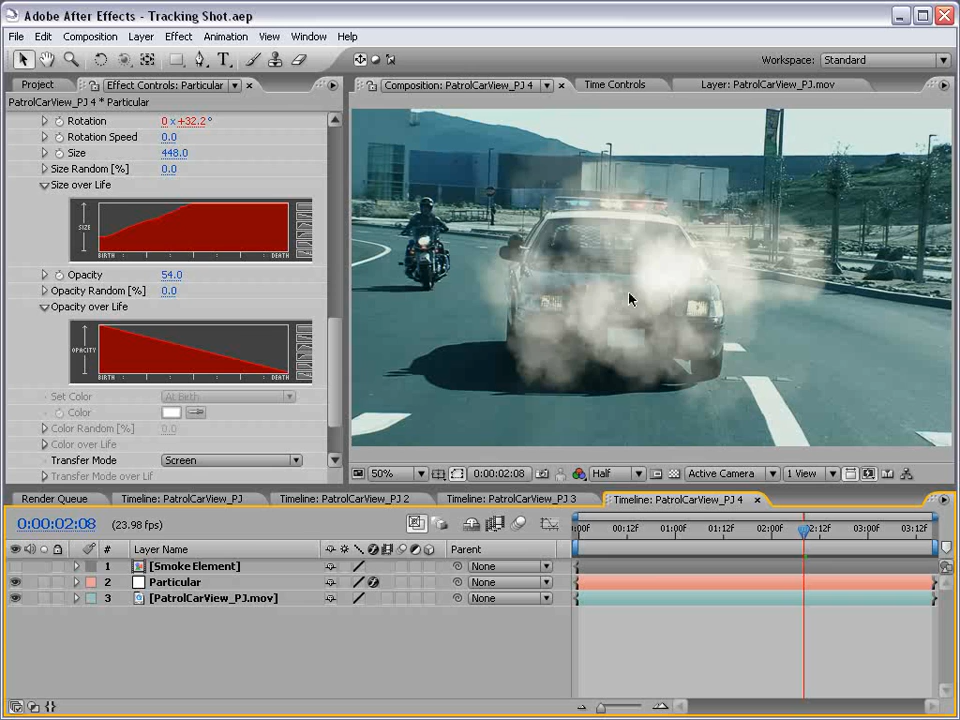 Adobe After Effects - Tracking Shot.aep
File Edit Composition Layer Effect Animation View Window Help
Workspace: Standard
Project Effect Controls: Particular Composition: PatrolCarView_PJ 4 Time Controls Layer: PatrolCarView_PJ.mov
PatrolCarView_PJ 4 * Particular
Rotation 0 x+32.2°
Rotation Speed 0.0
Size 448.0
Size Random [%] 0.0
Size over Life
SIZE
BIRTH DEATH
Opacity 54.0
Opacity Random [%] 0.0
Opacity over Life
OPACITY
BIRTH DEATH
Set Color At Birth
Color
Color Random [%] 0.0
Color over Life
Transfer Mode Screen
Transfer Mode over Lif
50% 0:00:02:08 Half Active Camera 1 View
Render Queue Timeline: PatrolCarView_PJ Timeline: PatrolCarView_PJ 2 Timeline: PatrolCarView_PJ 3 Timeline: PatrolCarView_PJ 4
0:00:02:08 (23.98 fps)
:00F 00:12F 01:00F 01:12F 02:00F 02:12F 03:00F 03:12F
# Layer Name Parent
1 [Smoke Element] None
2 Particular None
3 [PatrolCarView_PJ.mov] None